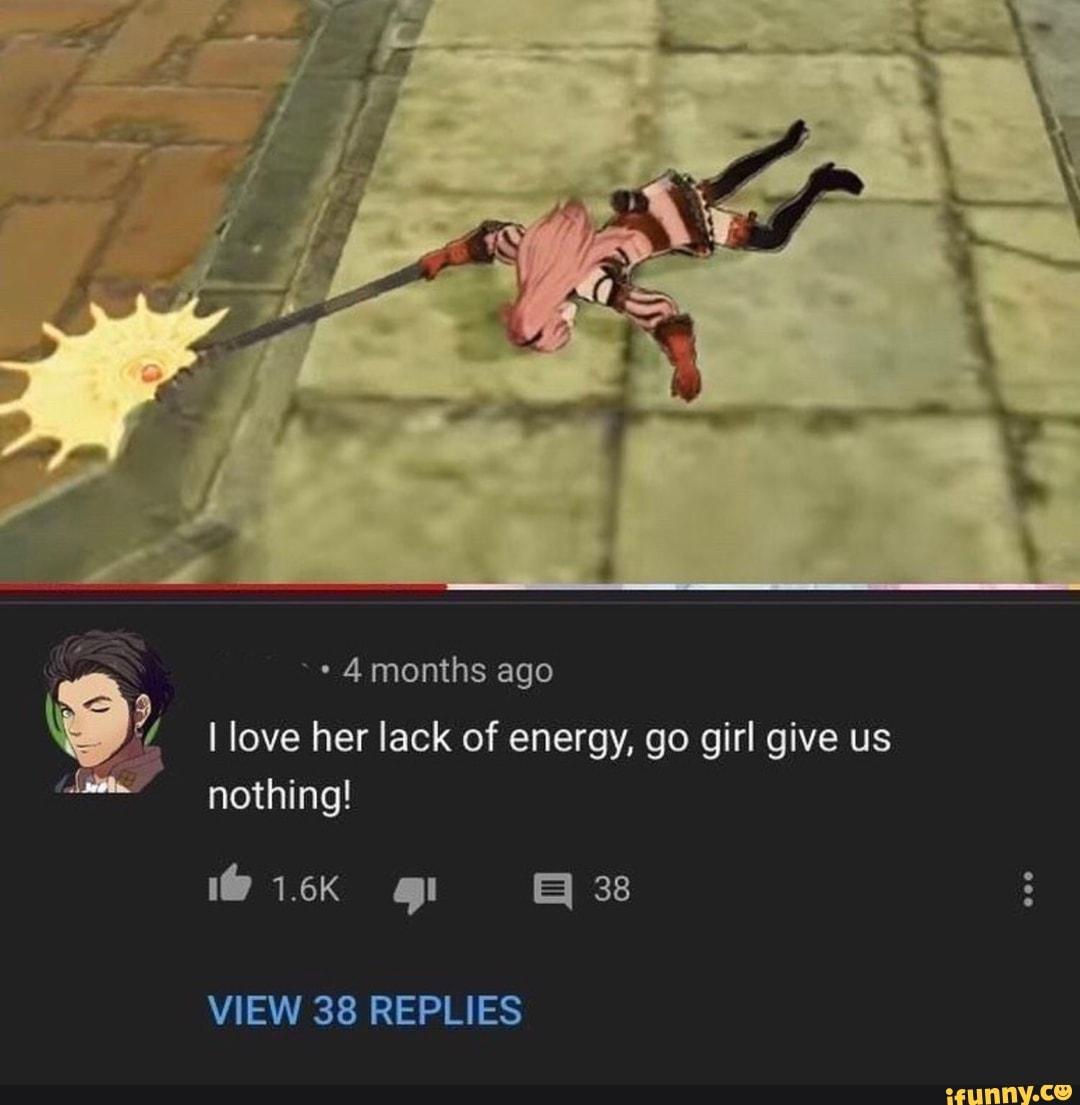 • 4 months ago
I love her lack of energy, go girl give us
nothing!
1.6K
38
VIEW 38 REPLIES
ifunny.co